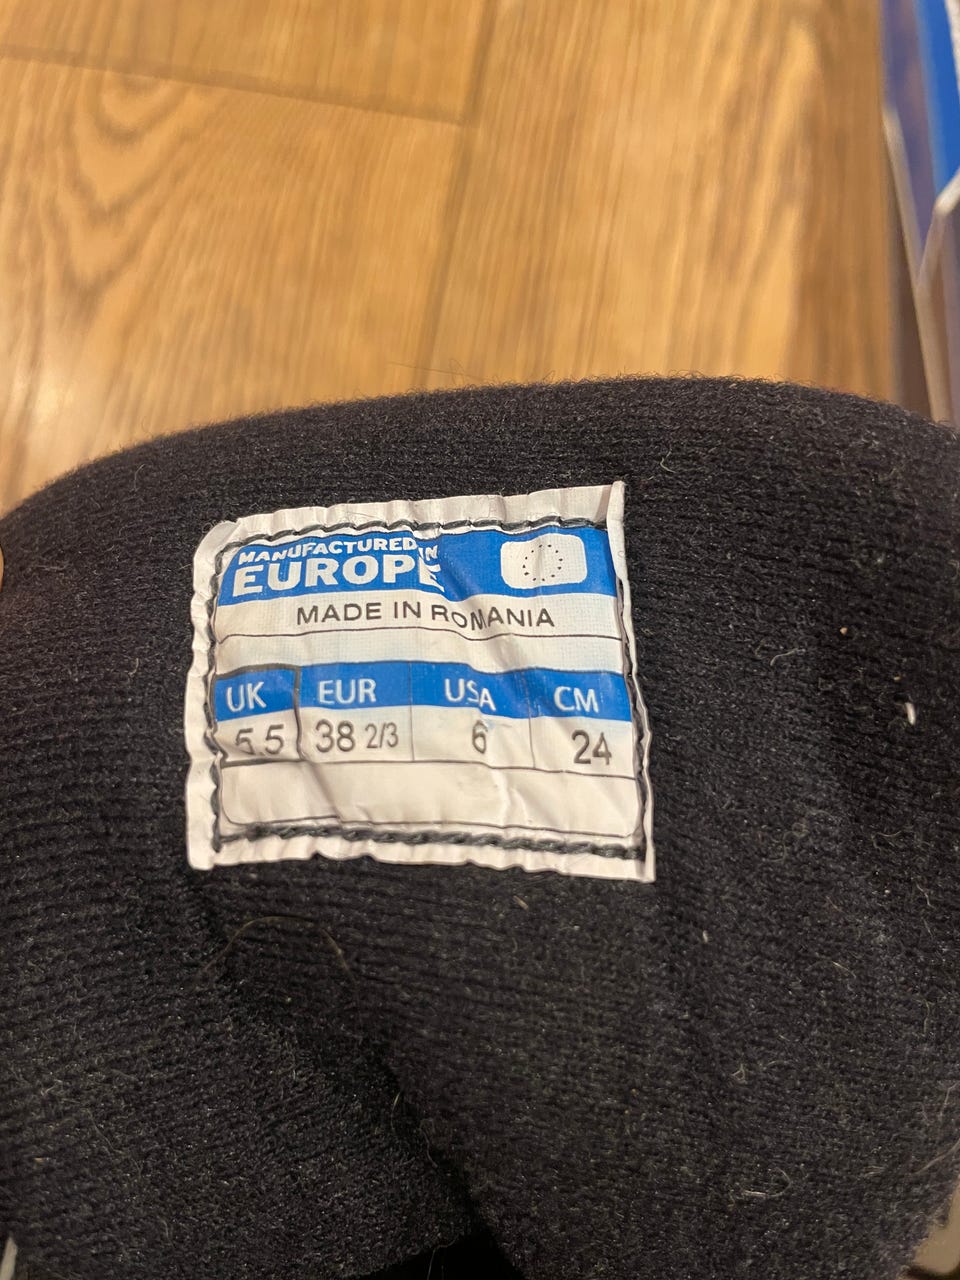 MANUFACTURED IN
EUROPE
MADE IN ROMANIA
UK EUR USA CM
5.5 38 2/3 6 24